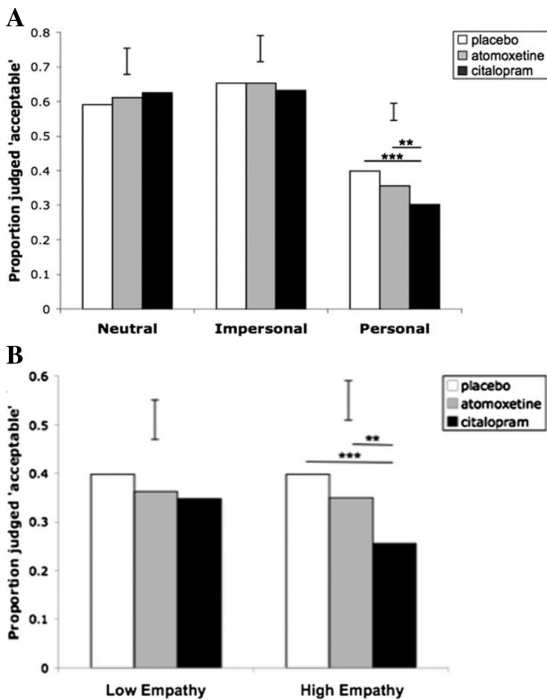 A
0.8
0.7
0.6
0.5
0.4
0.3
0.2
0.1
0
Proportion judged 'acceptable'
placebo
atomoxetine
citalopram
**
***
Neutral Impersonal Personal
B
0.6
0.5
0.4
0.3
0.2
0.1
0
Proportion judged 'acceptable'
placebo
atomoxetine
citalopram
**
***
Low Empathy High Empathy